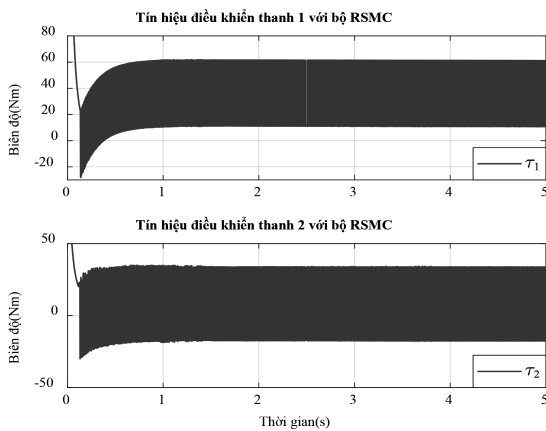 Tín hiệu điều khiển thanh 1 với bộ RSMC
80
60
40
20
0
-20
Biên độ(Nm)
τ1
0 1 2 3 4 5
Tín hiệu điều khiển thanh 2 với bộ RSMC
50
0
-50
Biên độ(Nm)
τ2
0 1 2 3 4 5
Thời gian(s)